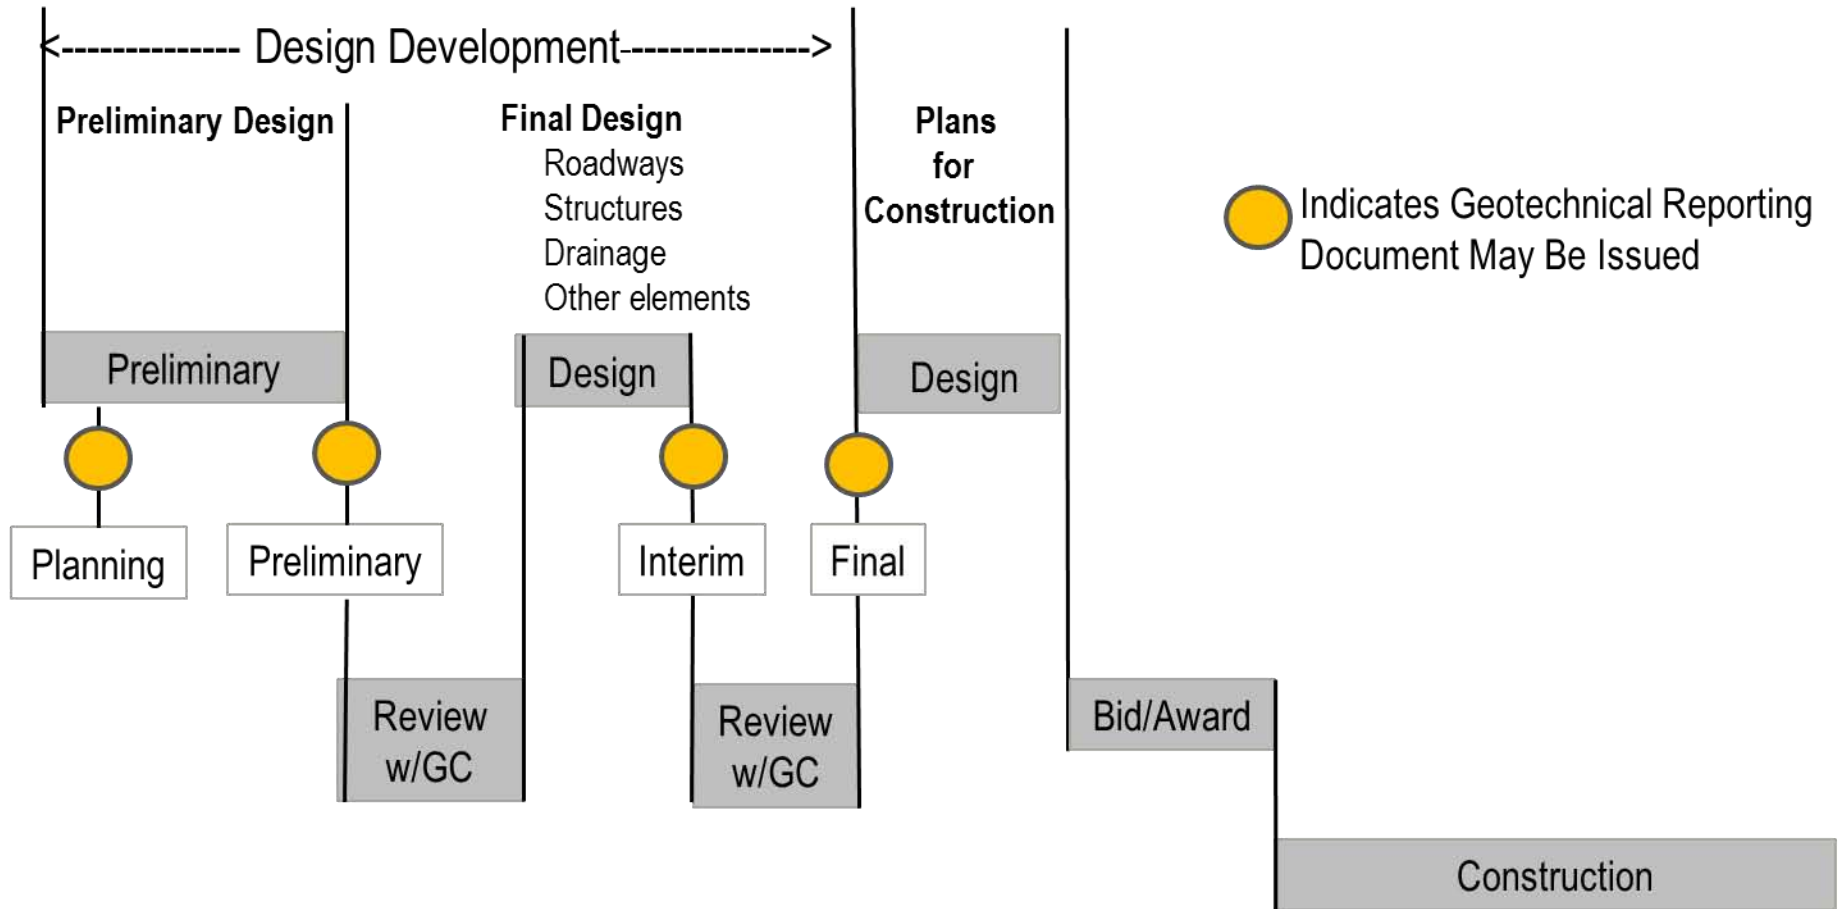 <-------------- Design Development--------------->
Preliminary Design
Final Design
Roadways
Structures
Drainage
Other elements
Plans
for
Construction
Indicates Geotechnical Reporting
Document May Be Issued
Preliminary
Design
Design
Planning
Preliminary
Interim
Final
Review
w/GC
Review
w/GC
Bid/Award
Construction